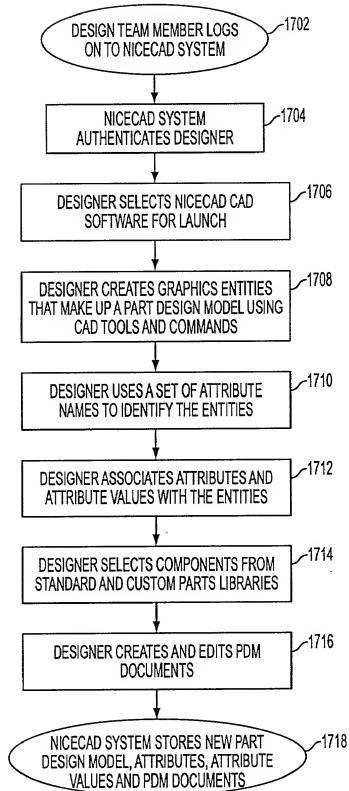 DESIGN TEAM MEMBER LOGS
ON TO NICECAD SYSTEM
1702
NICECAD SYSTEM
AUTHENTICATES DESIGNER
1704
DESIGNER SELECTS NICECAD CAD
SOFTWARE FOR LAUNCH
1706
DESIGNER CREATES GRAPHICS ENTITIES
THAT MAKE UP A PART DESIGN MODEL USING
CAD TOOLS AND COMMANDS
1708
DESIGNER USES A SET OF ATTRIBUTE
NAMES TO IDENTIFY THE ENTITIES
1710
DESIGNER ASSOCIATES ATTRIBUTES AND
ATTRIBUTE VALUES WITH THE ENTITIES
1712
DESIGNER SELECTS COMPONENTS FROM
STANDARD AND CUSTOM PARTS LIBRARIES
1714
DESIGNER CREATES AND EDITS PDM
DOCUMENTS
1716
NICECAD SYSTEM STORES NEW PART
DESIGN MODEL, ATTRIBUTES, ATTRIBUTE
VALUES AND PDM DOCUMENTS
1718